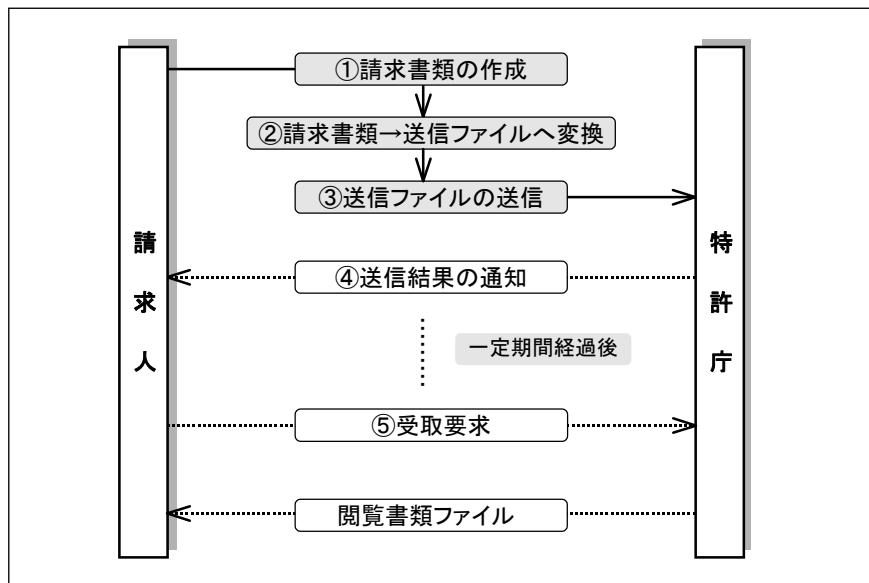 ①請求書類の作成
②請求書類→送信ファイルへ変換
③送信ファイルの送信
請求人
特許庁
④送信結果の通知
一定期間経過後
⑤受取要求
閲覧書類ファイル